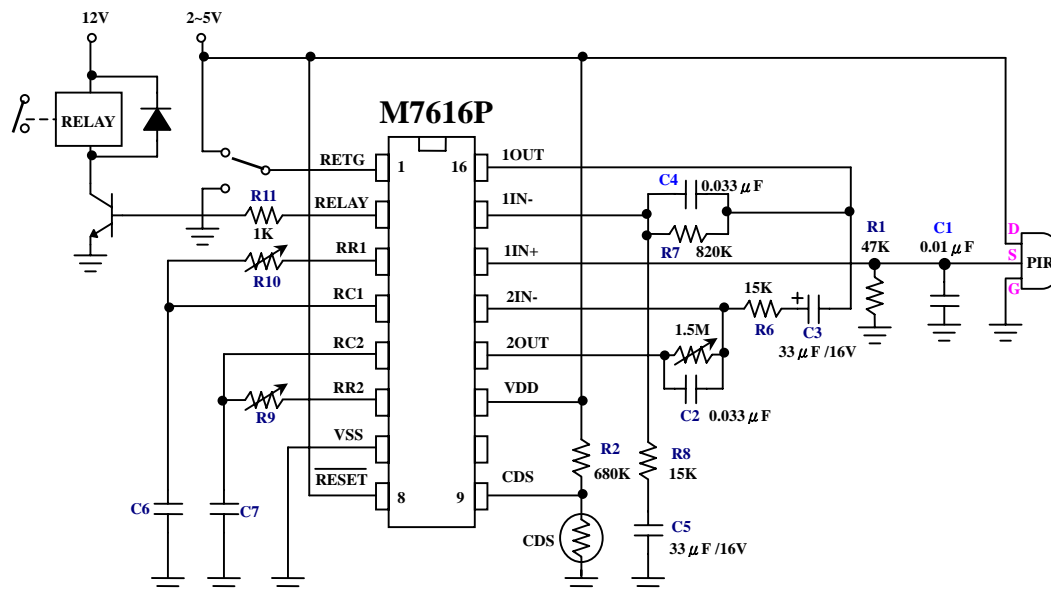 12V
2~5V
RELAY
M7616P
RETG
1
16
1OUT
C4
0.033μF
R11
1K
RELAY
1IN-
R7
820K
R1
47K
C1
0.01μF
D
S
G
PIR
RR1
R10
1IN+
RC1
2IN-
15K
R6
+
C3
33μF/16V
RC2
2OUT
1.5M
C2
0.033μF
RR2
R9
VDD
VSS
R2
680K
R8
15K
RESET
8
9
CDS
C6
C7
CDS
C5
33μF/16V